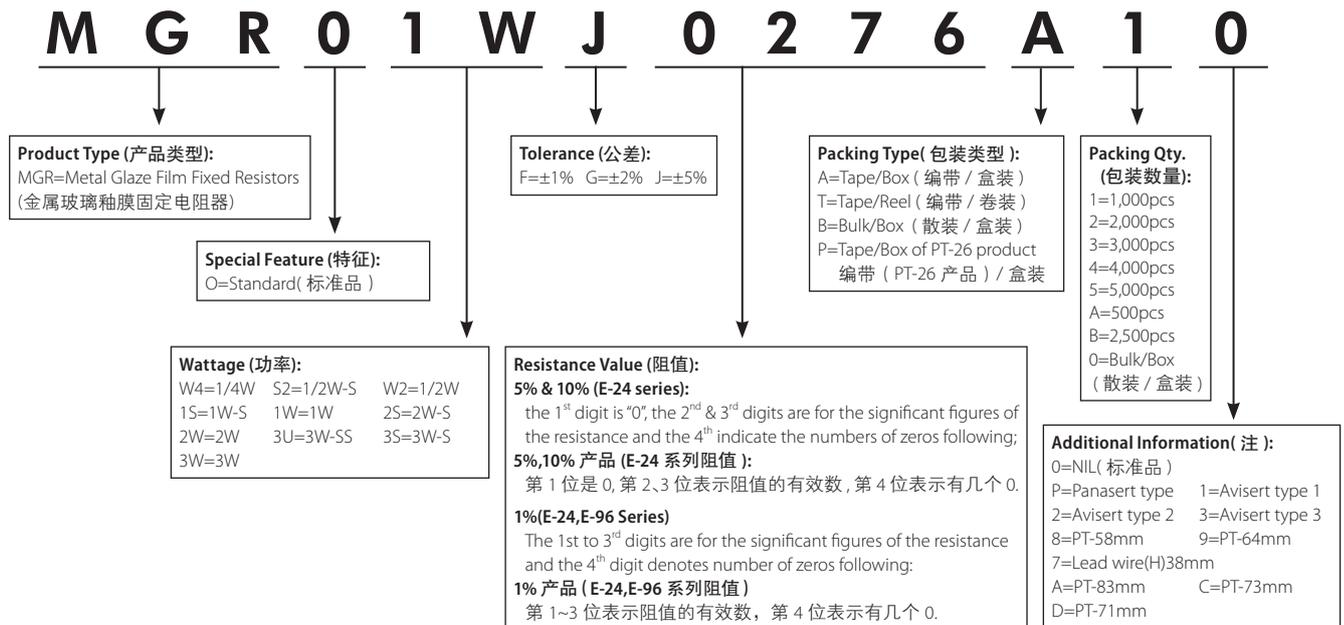 M G R 0 1 W J 0 2 7 6 A 1 0
Product Type (产品类型):
MGR=Metal Glaze Film Fixed Resistors
(金属玻璃釉膜固定电阻器)
Special Feature (特征):
O=Standard( 标准品 )
Wattage (功率):
W4=1/4W S2=1/2W-S W2=1/2W
1S=1W-S 1W=1W 2S=2W-S
2W=2W 3U=3W-SS 3S=3W-S
3W=3W
Tolerance (公差):
F=±1% G=±2% J=±5%
Resistance Value (阻值):
5% & 10% (E-24 series):
the 1st digit is "0", the 2nd & 3rd digits are for the significant figures of
the resistance and the 4th indicate the numbers of zeros following;
5%,10% 产品 (E-24 系列阻值 ):
第 1 位是 0, 第 2、3 位表示阻值的有效数 , 第 4 位表示有几个 0.
1%(E-24,E-96 Series)
The 1st to 3rd digits are for the significant figures of the resistance
and the 4th digit denotes number of zeros following:
1% 产品 ( E-24,E-96 系列阻值 )
第 1~3 位表示阻值的有效数，第 4 位表示有几个 0.
Packing Type( 包装类型 ):
A=Tape/Box ( 编带 / 盒装 )
T=Tape/Reel ( 编带 / 卷装 )
B=Bulk/Box ( 散装 / 盒装 )
P=Tape/Box of PT-26 product
编带 ( PT-26 产品 ) / 盒装
Packing Qty.
(包装数量):
1=1,000pcs
2=2,000pcs
3=3,000pcs
4=4,000pcs
5=5,000pcs
A=500pcs
B=2,500pcs
0=Bulk/Box
( 散装 / 盒装 )
Additional Information( 注 ):
0=NIL( 标准品 )
P=Panasert type 1=Avisert type 1
2=Avisert type 2 3=Avisert type 3
8=PT-58mm 9=PT-64mm
7=Lead wire(H)38mm
A=PT-83mm C=PT-73mm
D=PT-71mm